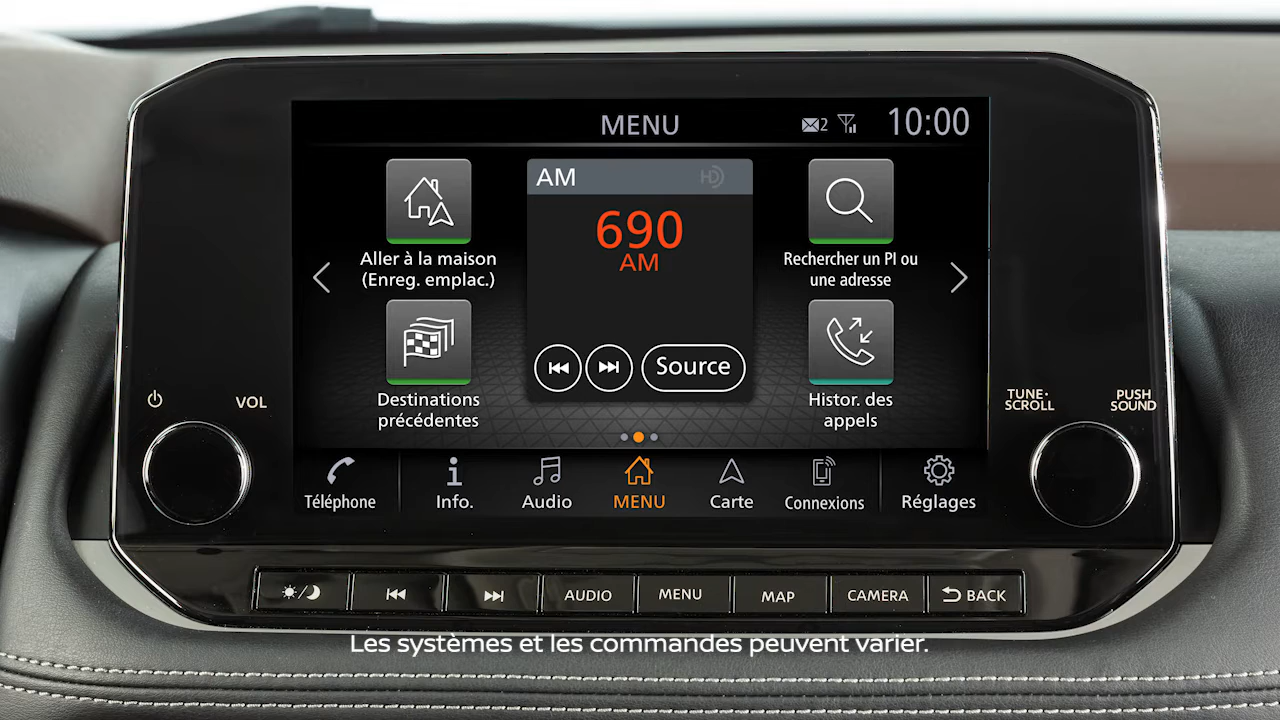 MENU
2
10:00
AM
HD
690
AM
Aller à la maison
(Enreg. emplac.)
Rechercher un PI ou
une adresse
Source
Destinations
précédentes
Histor. des
appels
VOL
TUNE·
SCROLL
PUSH
SOUND
Téléphone
Info.
Audio
MENU
Carte
Connexions
Réglages
AUDIO
MENU
MAP
CAMERA
BACK
Les systèmes et les commandes peuvent varier.